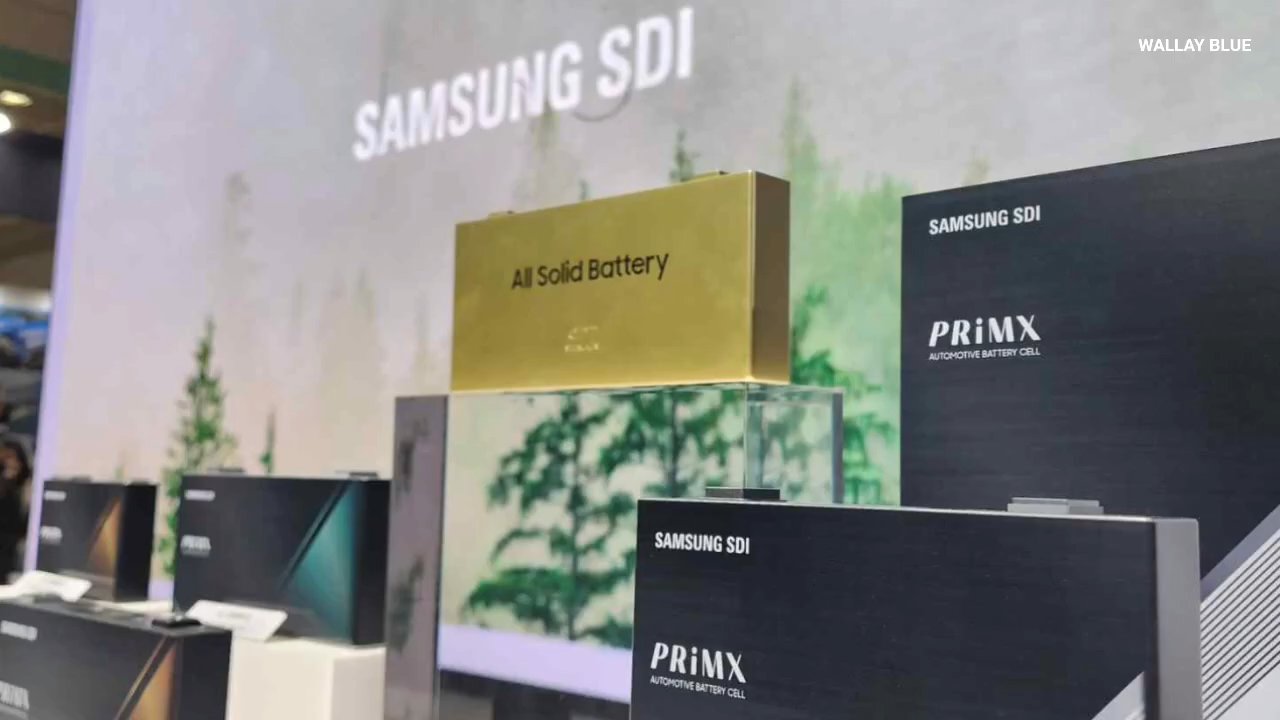 WALLAY BLUE
SAMSUNG SDI
All Solid Battery
SAMSUNG SDI
PRiMX
AUTOMOTIVE BATTERY CELL
SAMSUNG SDI
PRiMX
AUTOMOTIVE BATTERY CELL
PRiMX